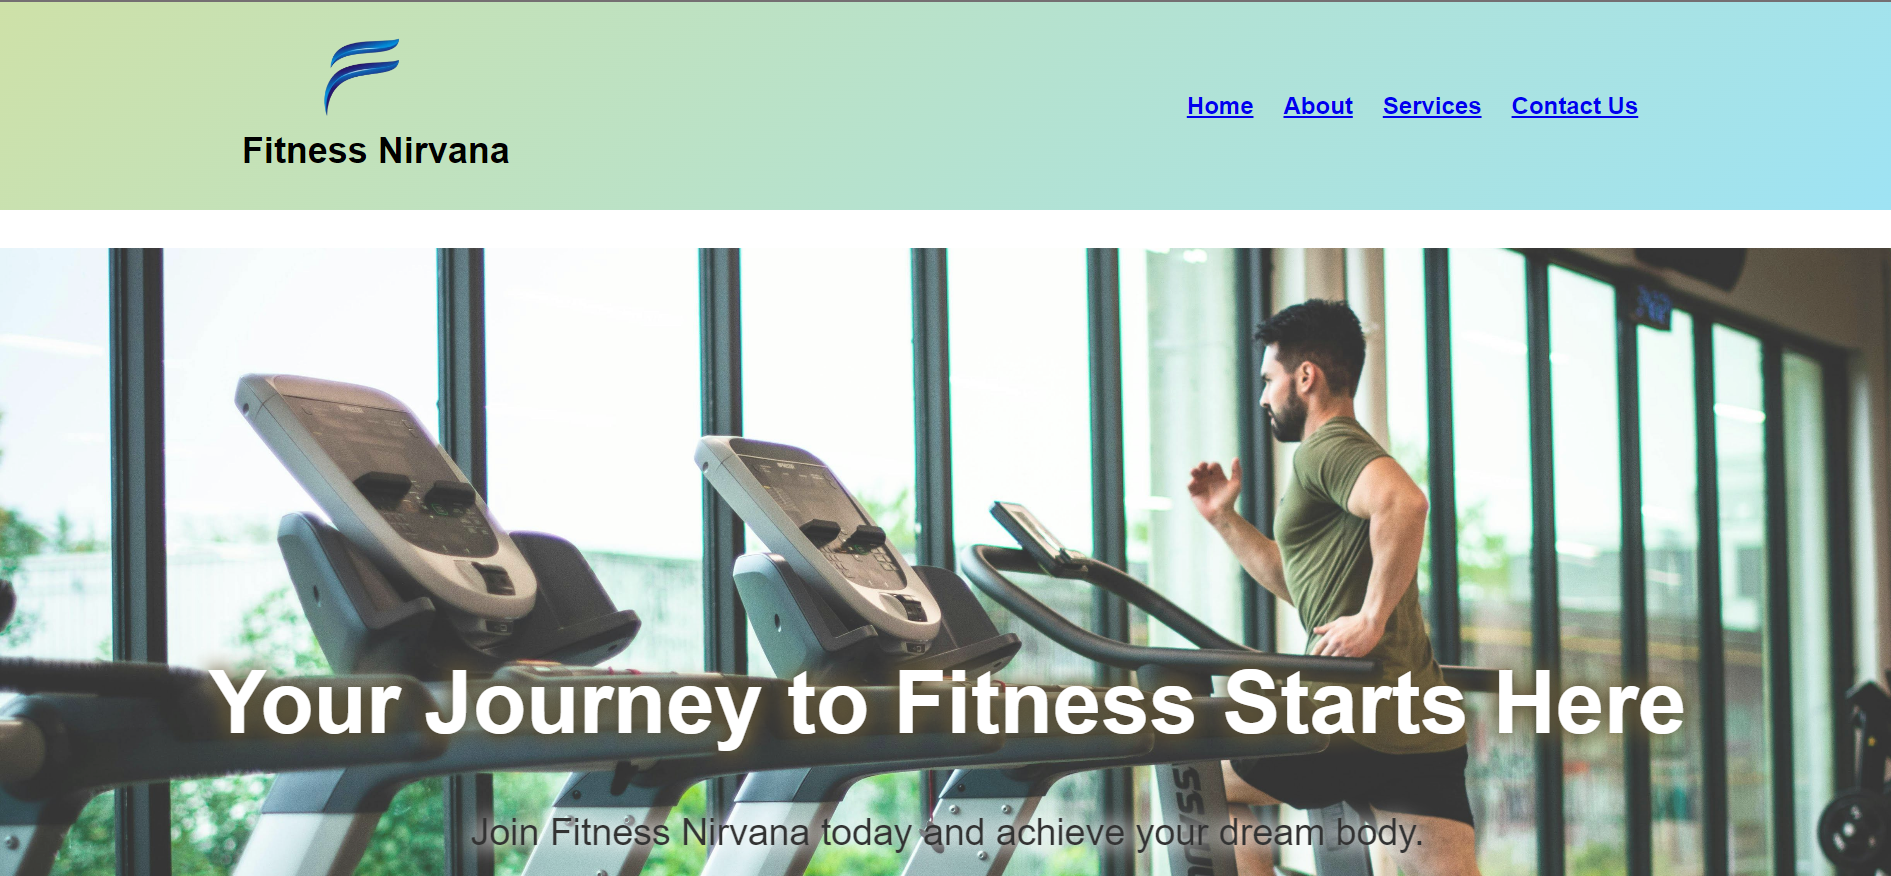 Fitness Nirvana
Home About Services Contact Us
Your Journey to Fitness Starts Here
Join Fitness Nirvana today and achieve your dream body.